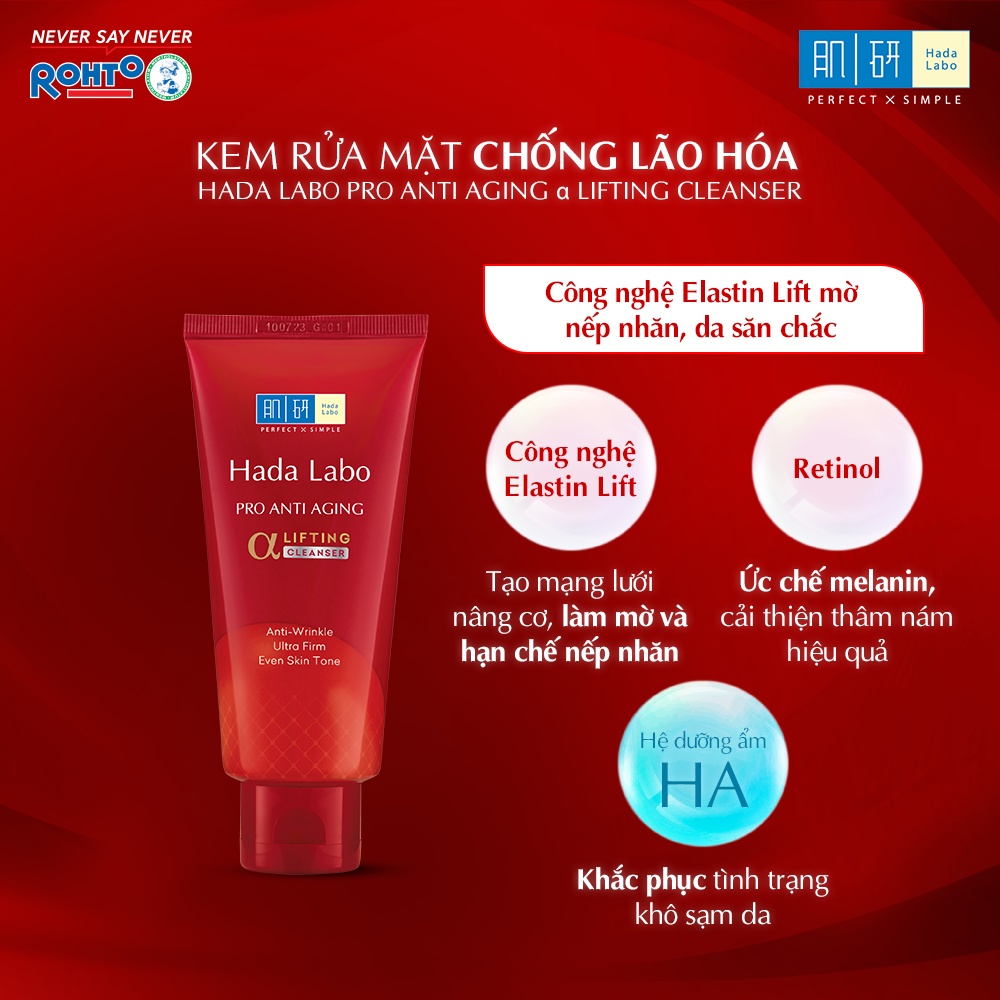 NEVER SAY NEVER
ROHTO
肌研
Hada
Labo
PERFECT X SIMPLE
KEM RỬA MẶT CHỐNG LÃO HÓA
HADA LABO PRO ANTI AGING α LIFTING CLEANSER
Công nghệ Elastin Lift mờ
nếp nhăn, da săn chắc
100723 G:01
肌研
Hada
Labo
PERFECT X SIMPLE
Hada Labo
PRO ANTI AGING
α LIFTING
CLEANSER
Anti-Wrinkle
Ultra Firm
Even Skin Tone
Công nghệ
Elastin Lift
Tạo mạng lưới
nâng cơ, làm mờ và
hạn chế nếp nhăn
Retinol
Ức chế melanin,
cải thiện thâm nám
hiệu quả
Hệ dưỡng ẩm
HA
Khắc phục tình trạng
khô sạm da